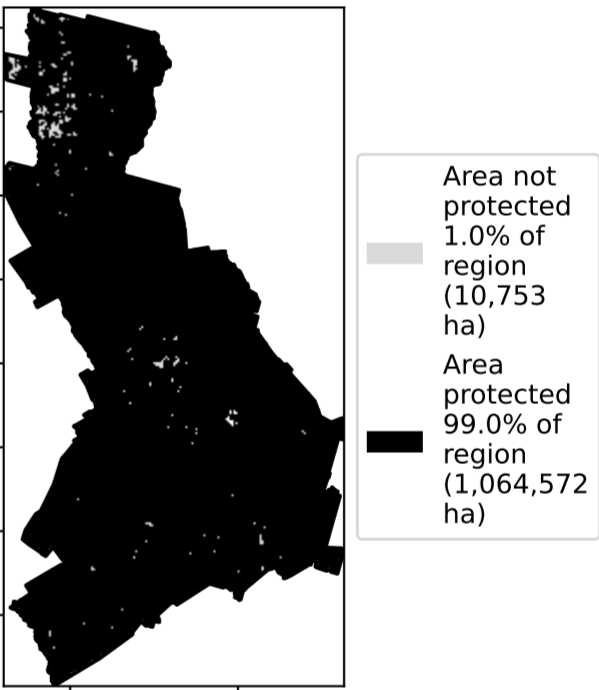 Area not
protected
1.0% of
region
(10,753
ha)
Area
protected
99.0% of
region
(1,064,572
ha)